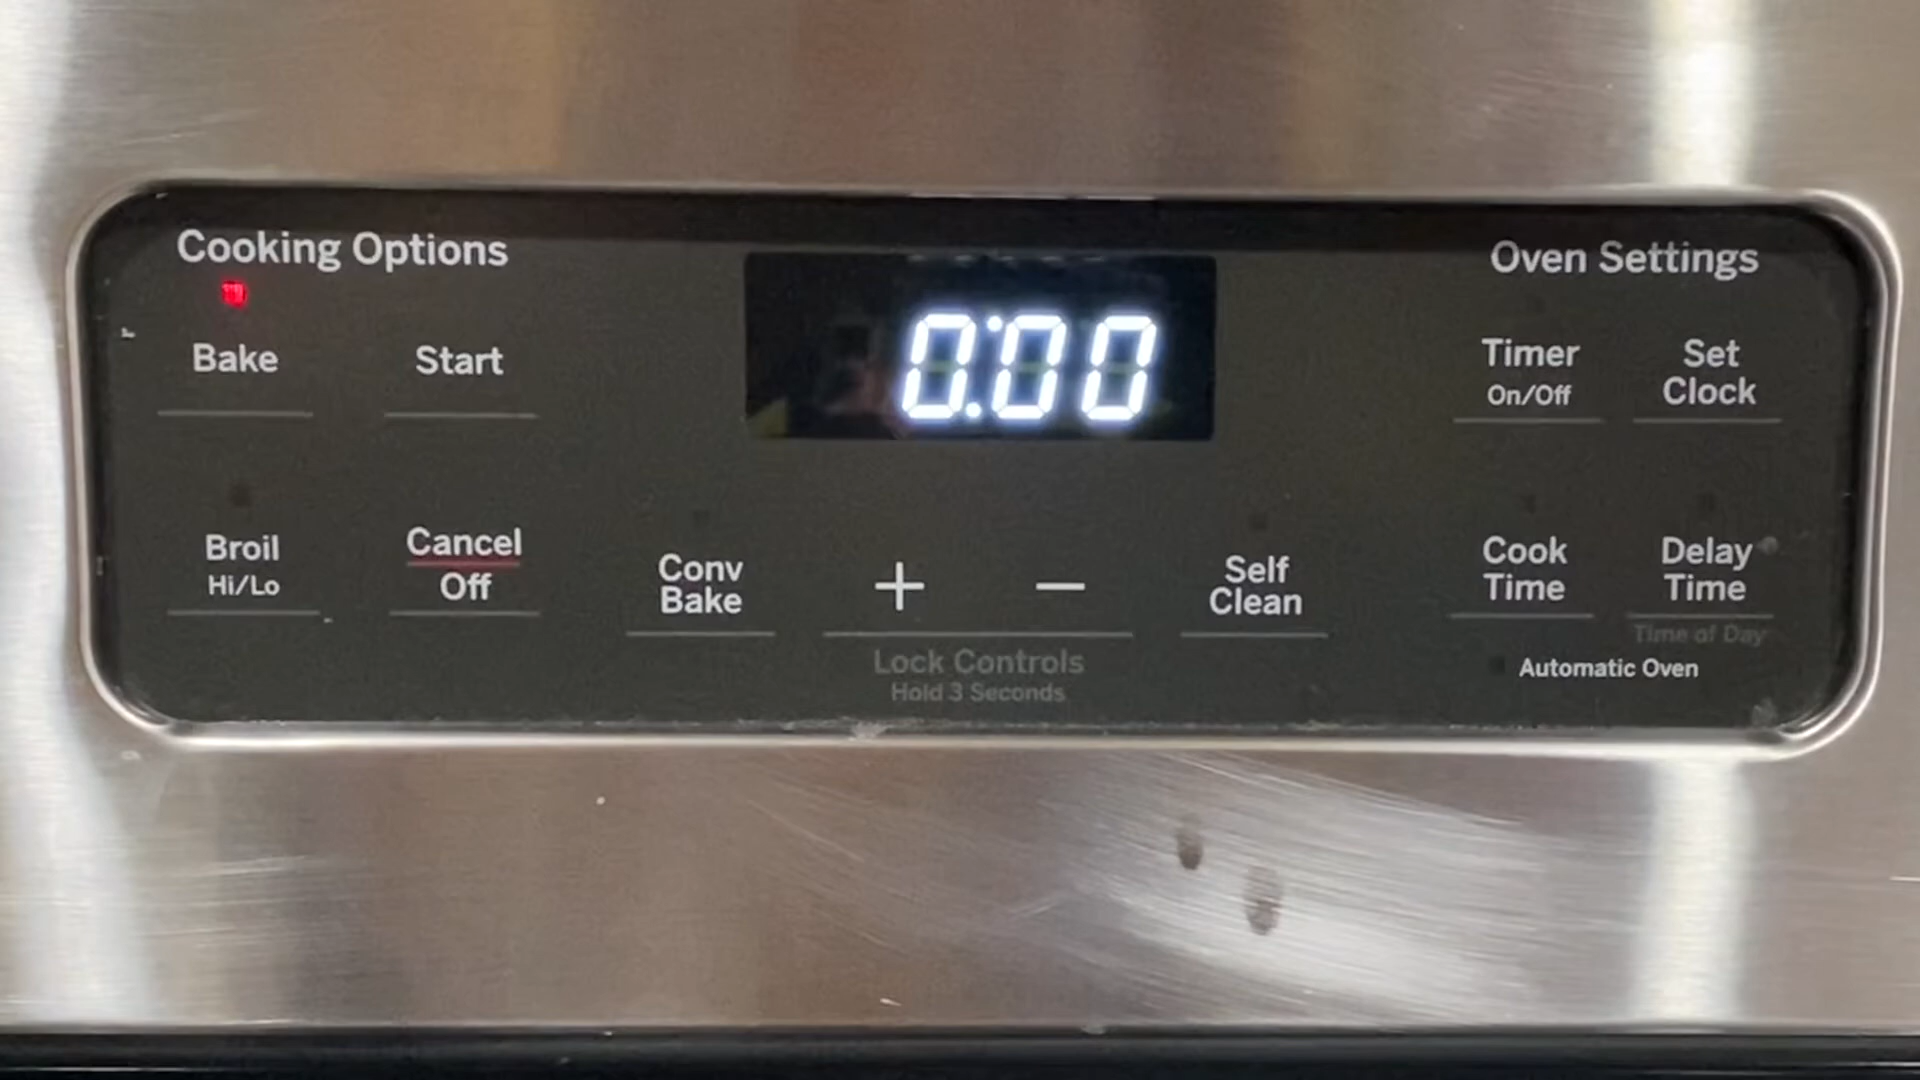 Cooking Options
Bake
Start
Broil
Hi/Lo
Cancel
Off
Conv
Bake
0:00
+ −
Lock Controls
Hold 3 Seconds
Self
Clean
Oven Settings
Timer
On/Off
Set
Clock
Cook
Time
Delay
Time
Time of Day
Automatic Oven